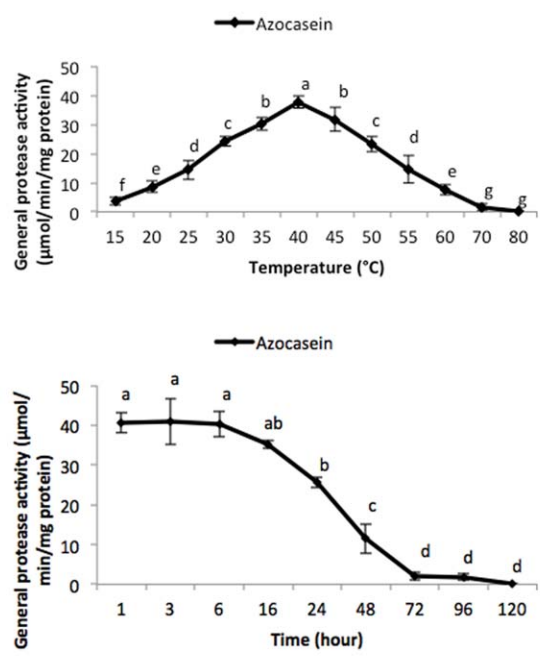 Azocasein
General protease activity
(μmol/min/mg protein)
50
40
30
20
10
0
f
e
d
c
b
a
b
c
d
e
g
g
15 20 25 30 35 40 45 50 55 60 70 80
Temperature (°C)
Azocasein
General protease activity (μmol/
min/mg protein)
50
40
30
20
10
0
a
a
a
ab
b
c
d
d
d
1 3 6 16 24 48 72 96 120
Time (hour)